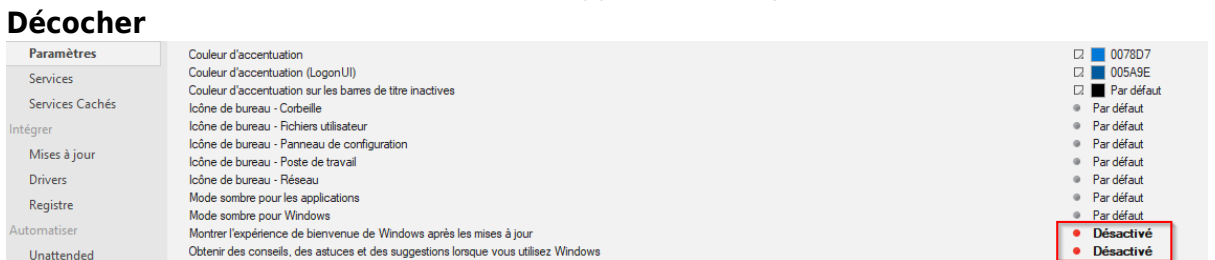 Décocher
Paramètres
Services
Services Cachés
Intégrer
Mises à jour
Drivers
Registre
Automatiser
Unattended
Couleur d'accentuation 0078D7
Couleur d'accentuation (LogonUI) 005A9E
Couleur d'accentuation sur les barres de titre inactives Par défaut
Icône de bureau - Corbeille Par défaut
Icône de bureau - Fichiers utilisateur Par défaut
Icône de bureau - Panneau de configuration Par défaut
Icône de bureau - Poste de travail Par défaut
Icône de bureau - Réseau Par défaut
Mode sombre pour les applications Par défaut
Mode sombre pour Windows Par défaut
Montrer l'expérience de bienvenue de Windows après les mises à jour Désactivé
Obtenir des conseils, des astuces et des suggestions lorsque vous utilisez Windows Désactivé